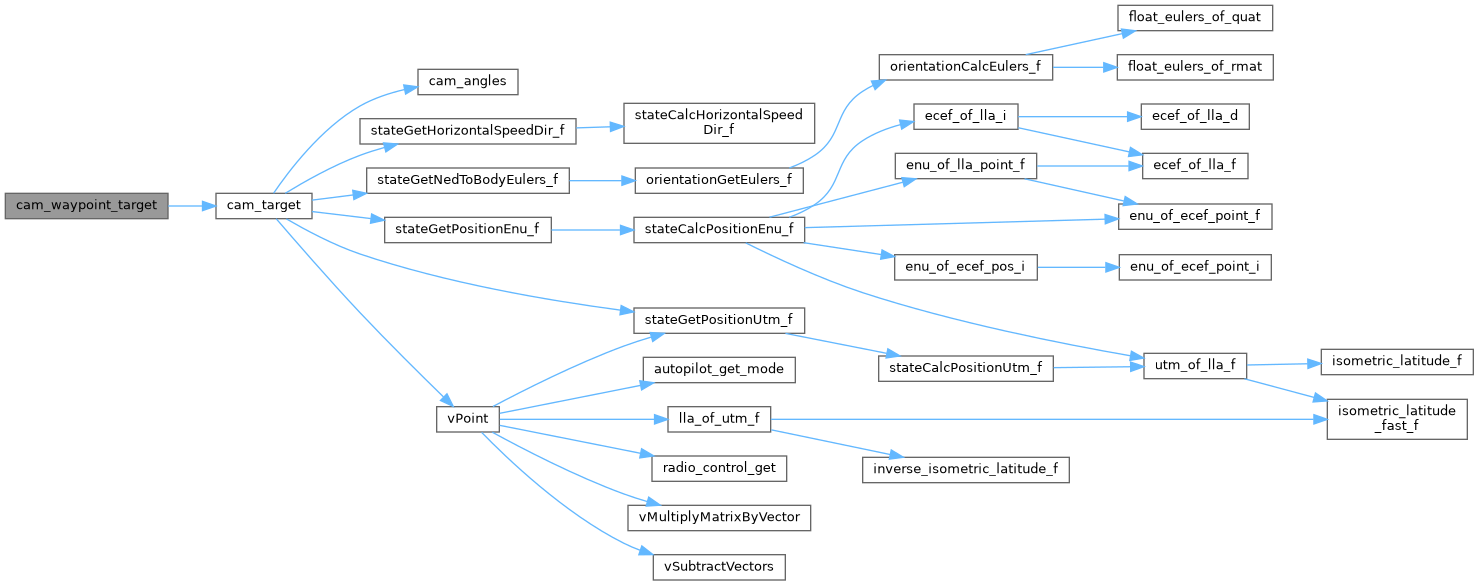 cam_waypoint_target
cam_target
cam_angles
stateGetHorizontalSpeedDir_f
stateCalcHorizontalSpeed
Dir_f
stateGetNedToBodyEulers_f
orientationGetEulers_f
orientationCalcEulers_f
float_eulers_of_quat
float_eulers_of_rmat
stateGetPositionEnu_f
stateCalcPositionEnu_f
ecef_of_lla_i
ecef_of_lla_d
ecef_of_lla_f
enu_of_lla_point_f
enu_of_ecef_point_f
enu_of_ecef_pos_i
enu_of_ecef_point_i
utm_of_lla_f
isometric_latitude_f
isometric_latitude
_fast_f
stateGetPositionUtm_f
stateCalcPositionUtm_f
vPoint
autopilot_get_mode
lla_of_utm_f
inverse_isometric_latitude_f
radio_control_get
vMultiplyMatrixByVector
vSubtractVectors